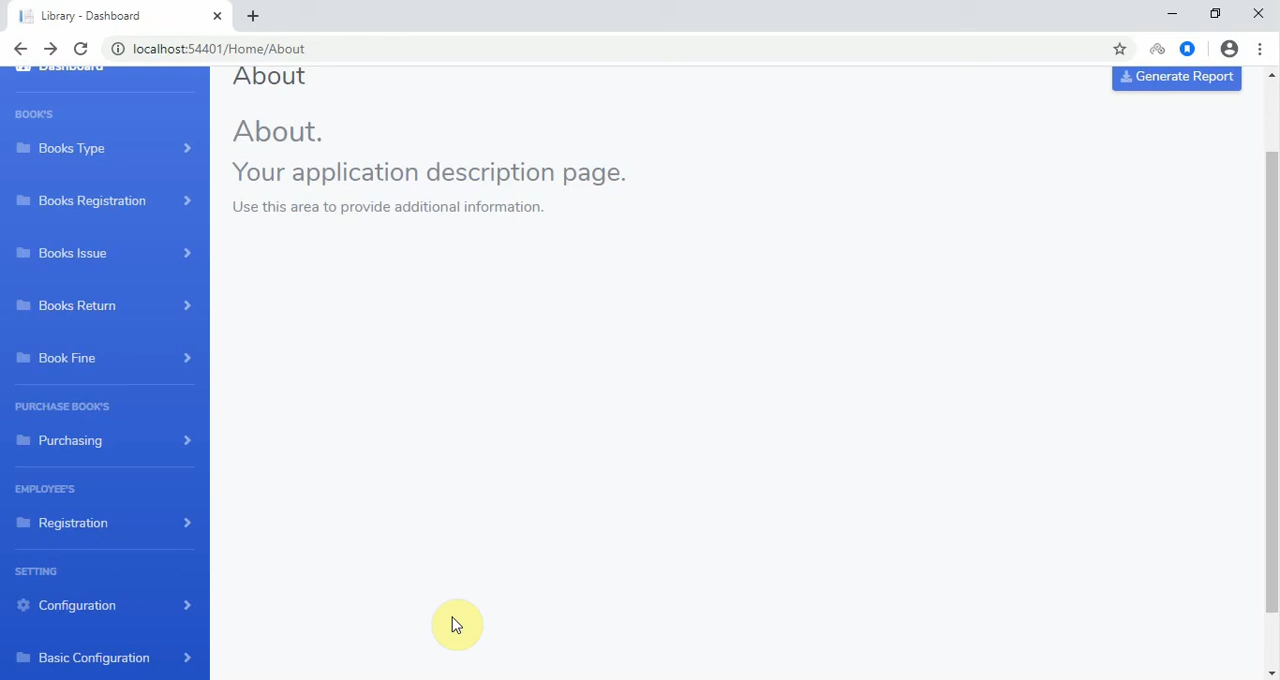 Library - Dashboard
localhost:54401/Home/About
Dashboard
About
Generate Report
BOOK'S
About.
Books Type
Your application description page.
Books Registration
Use this area to provide additional information.
Books Issue
Books Return
Book Fine
PURCHASE BOOK'S
Purchasing
EMPLOYEE'S
Registration
SETTING
Configuration
Basic Configuration